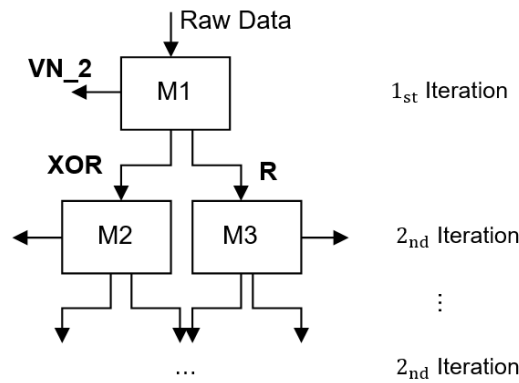 Raw Data
VN_2
M1
1st Iteration
XOR
R
M2
M3
2nd Iteration
⋮
...
2nd Iteration